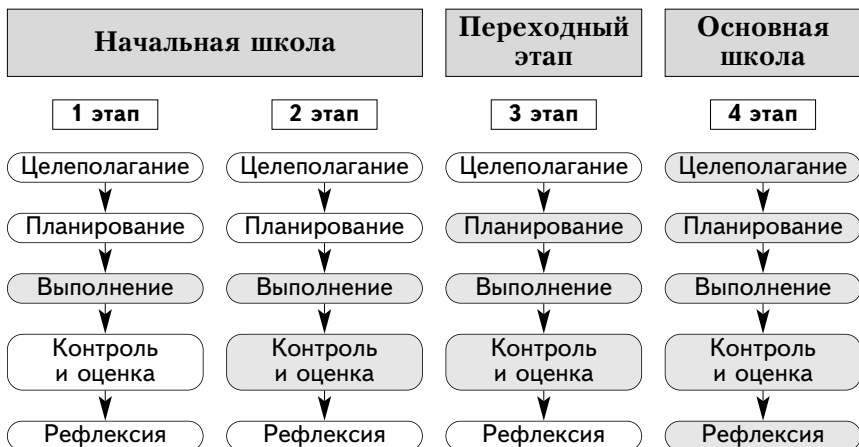 Начальная школа
Переходный
этап
Основная
школа
1 этап
2 этап
3 этап
4 этап
Целеполагание
Целеполагание
Целеполагание
Целеполагание
Планирование
Планирование
Планирование
Планирование
Выполнение
Выполнение
Выполнение
Выполнение
Контроль
и оценка
Контроль
и оценка
Контроль
и оценка
Контроль
и оценка
Рефлексия
Рефлексия
Рефлексия
Рефлексия